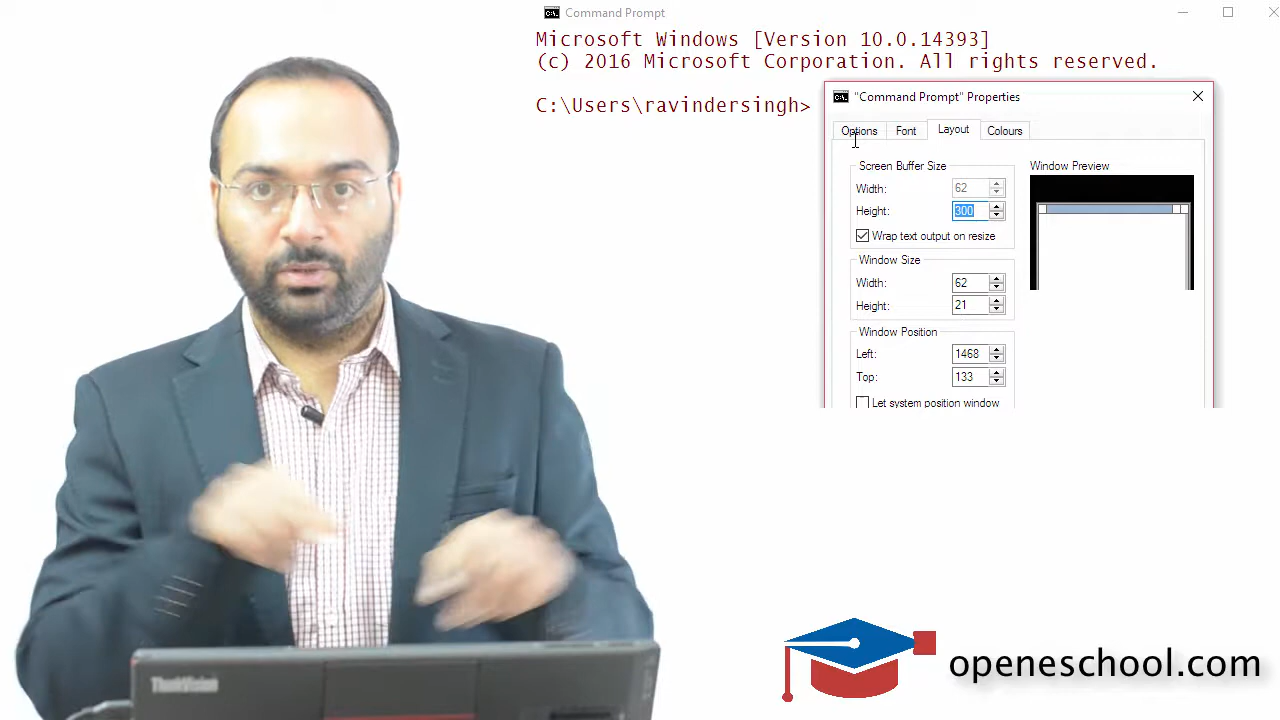 Command Prompt
Microsoft Windows [Version 10.0.14393]
(c) 2016 Microsoft Corporation. All rights reserved.
C:\Users\ravindersingh>
"Command Prompt" Properties
Options Font Layout Colours
Screen Buffer Size
Width: 62
Height: 300
Wrap text output on resize
Window Size
Width: 62
Height: 21
Window Position
Left: 1468
Top: 133
Let system position window
Window Preview
ThinkVision
openeschool.com